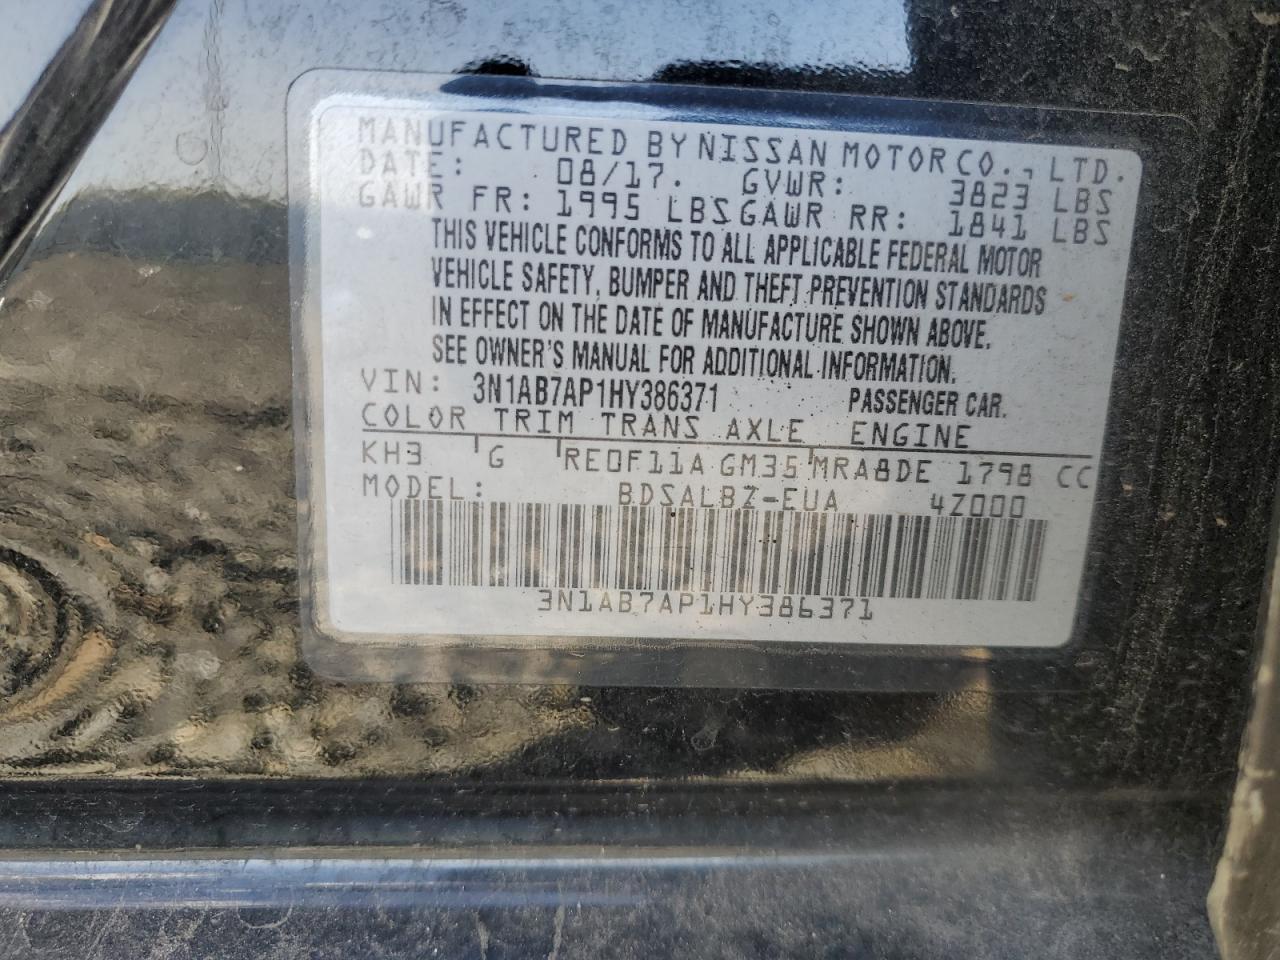 MANUFACTURED BY NISSAN MOTOR CO., LTD.
DATE: 08/17. GVWR: 3823 LBS
GAWR FR: 1995 LBS GAWR RR: 1841 LBS
THIS VEHICLE CONFORMS TO ALL APPLICABLE FEDERAL MOTOR
VEHICLE SAFETY, BUMPER AND THEFT PREVENTION STANDARDS
IN EFFECT ON THE DATE OF MANUFACTURE SHOWN ABOVE.
SEE OWNER'S MANUAL FOR ADDITIONAL INFORMATION.
VIN: 3N1AB7AP1HY386371 PASSENGER CAR.
COLOR TRIM TRANS AXLE ENGINE
KH3 G RE0F11A GM35 MRA8DE 1798 CC
MODEL: BDSALBZ-EUA 4Z000
3N1AB7AP1HY386371